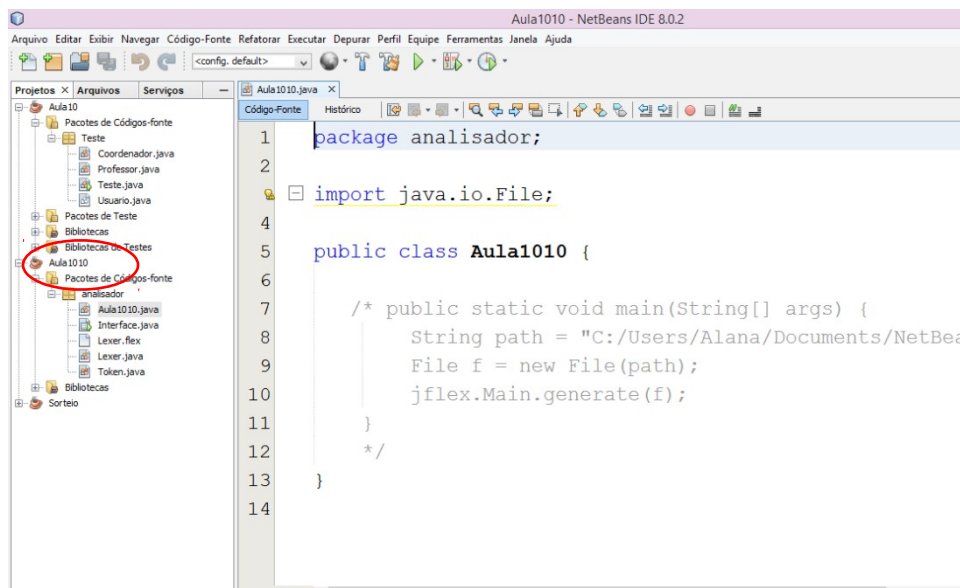 Aula1010 - NetBeans IDE 8.0.2
Arquivo Editar Exibir Navegar Código-Fonte Refatorar Executar Depurar Perfil Equipe Ferramentas Janela Ajuda
<config. default>
Projetos Arquivos Serviços
Aula10
Pacotes de Códigos-fonte
Teste
Coordenador.java
Professor.java
Teste.java
Usuario.java
Pacotes de Teste
Bibliotecas
Bibliotecas de Testes
Aula1010
Pacotes de Códigos-fonte
analisador
Aula1010.java
Interface.java
Lexer.flex
Lexer.java
Token.java
Bibliotecas
Sorteio
Aula1010.java
Código-Fonte Histórico
1 package analisador;
2
import java.io.File;
4
5 public class Aula1010 {
6
7 /* public static void main(String[] args) {
8 String path = "C:/Users/Alana/Documents/NetBea
9 File f = new File(path);
10 jflex.Main.generate(f);
11 }
12 */
13 }
14